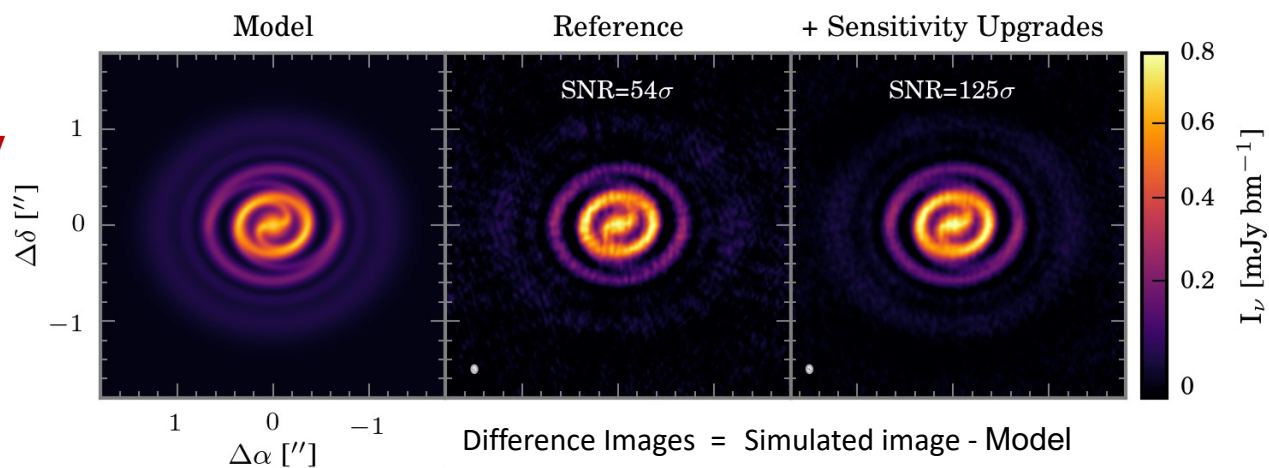 Model Reference + Sensitivity Upgrades
SNR=54σ SNR=125σ
1
0
−1
Δδ ["]
1 0 −1
Δα ["]
0.8
0.6
0.4
0.2
0
Iν [mJy bm⁻¹]
Difference Images = Simulated image - Model